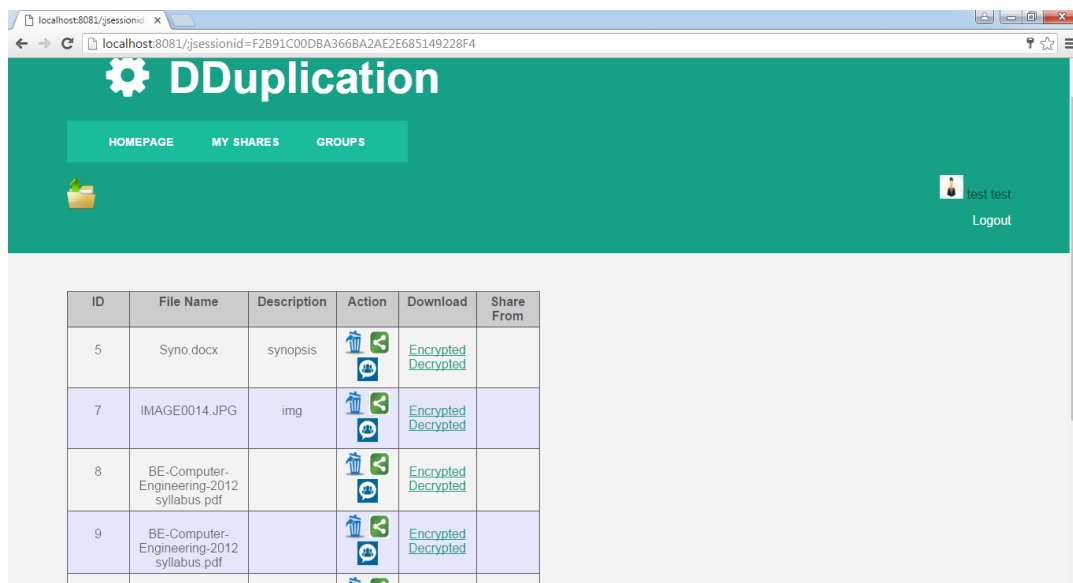 localhost:8081/;jsessionid
localhost:8081/;jsessionid=F2B91C00DBA366BA2AE2E685149228F4
DDuplication
HOMEPAGE MY SHARES GROUPS
test test
Logout
ID File Name Description Action Download Share From
5 Syno.docx synopsis Encrypted
Decrypted
7 IMAGE0014.JPG img Encrypted
Decrypted
8 BE-Computer-
Engineering-2012
syllabus.pdf
Encrypted
Decrypted
9 BE-Computer-
Engineering-2012
syllabus.pdf
Encrypted
Decrypted